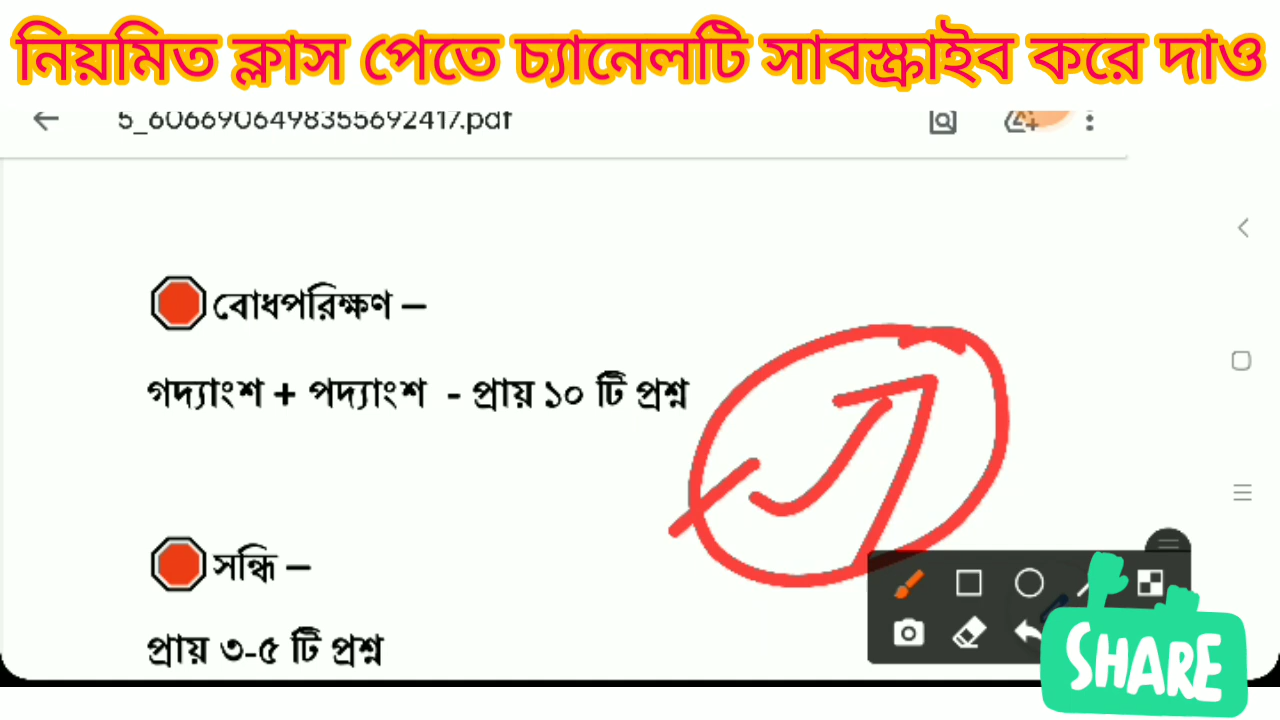 নিয়মিত ক্লাস পেতে চ্যানেলটি সাবস্ক্রাইব করে দাও
5_6066906498355692417.pdf
বোধপরিক্ষণ –
গদ্যাংশ + পদ্যাংশ - প্রায় ১০ টি প্রশ্ন
সন্ধি –
প্রায় ৩-৫ টি প্রশ্ন
SHARE